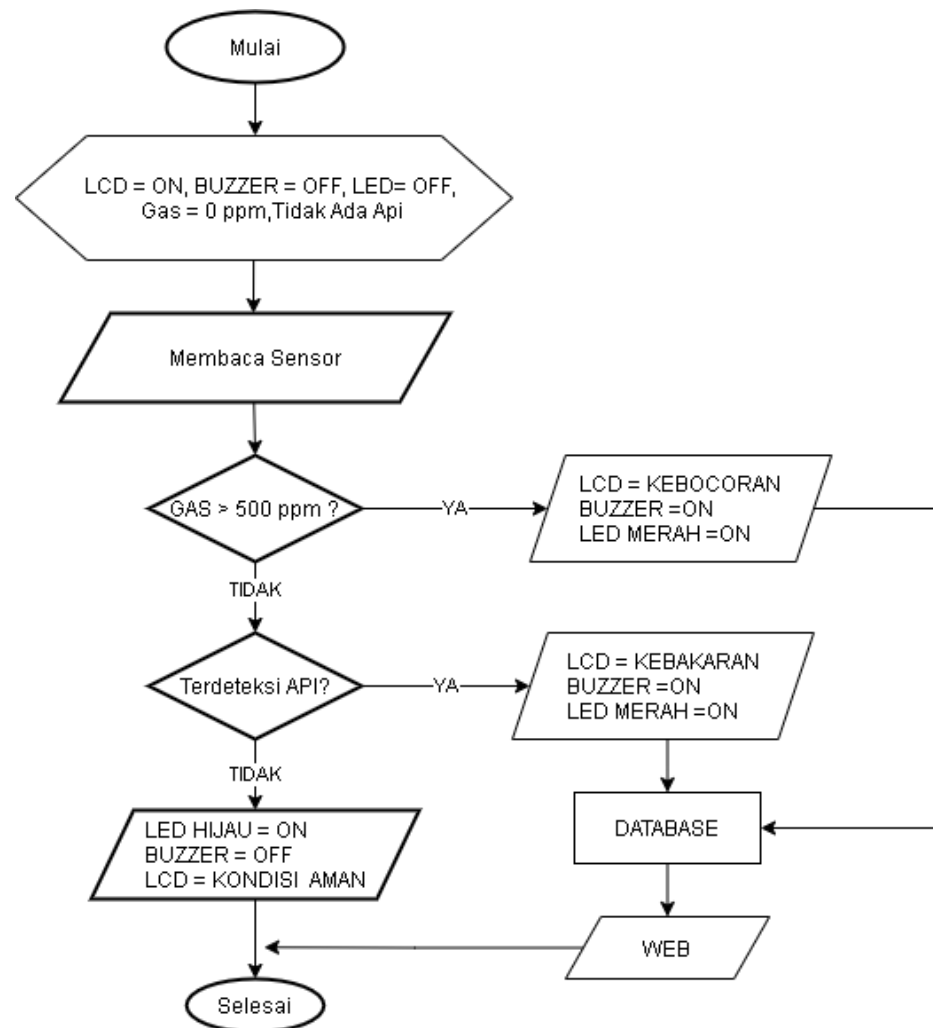 Mulai
LCD = ON, BUZZER = OFF, LED= OFF,
Gas = 0 ppm,Tidak Ada Api
Membaca Sensor
GAS > 500 ppm ?
YA
LCD = KEBOCORAN
BUZZER =ON
LED MERAH =ON
TIDAK
Terdeteksi API?
YA
LCD = KEBAKARAN
BUZZER =ON
LED MERAH =ON
TIDAK
LED HIJAU = ON
BUZZER = OFF
LCD = KONDISI AMAN
DATABASE
WEB
Selesai